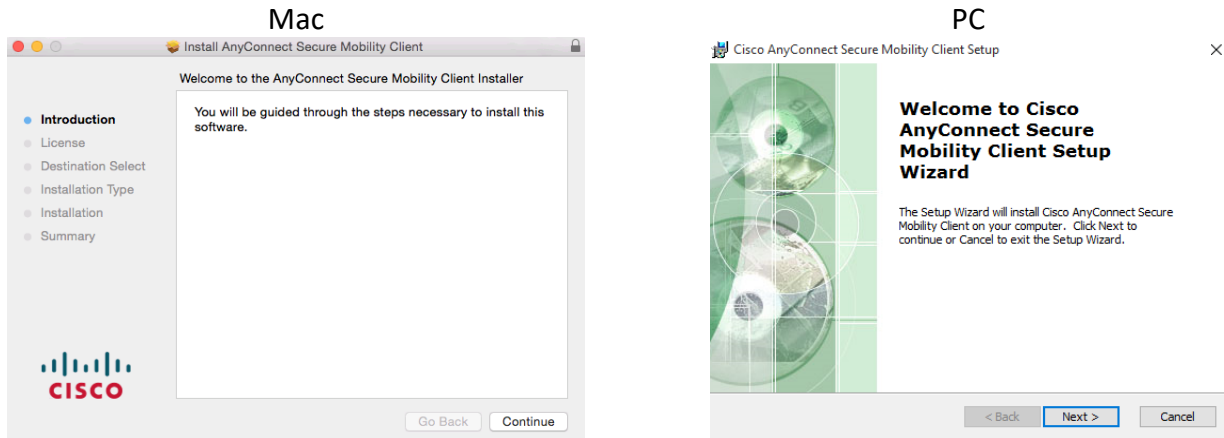 Mac
Install AnyConnect Secure Mobility Client
Welcome to the AnyConnect Secure Mobility Client Installer
Introduction
License
Destination Select
Installation Type
Installation
Summary
You will be guided through the steps necessary to install this
software.
CISCO
Go Back
Continue
PC
Cisco AnyConnect Secure Mobility Client Setup
Welcome to Cisco
AnyConnect Secure
Mobility Client Setup
Wizard
The Setup Wizard will install Cisco AnyConnect Secure
Mobility Client on your computer. Click Next to
continue or Cancel to exit the Setup Wizard.
< Back
Next >
Cancel